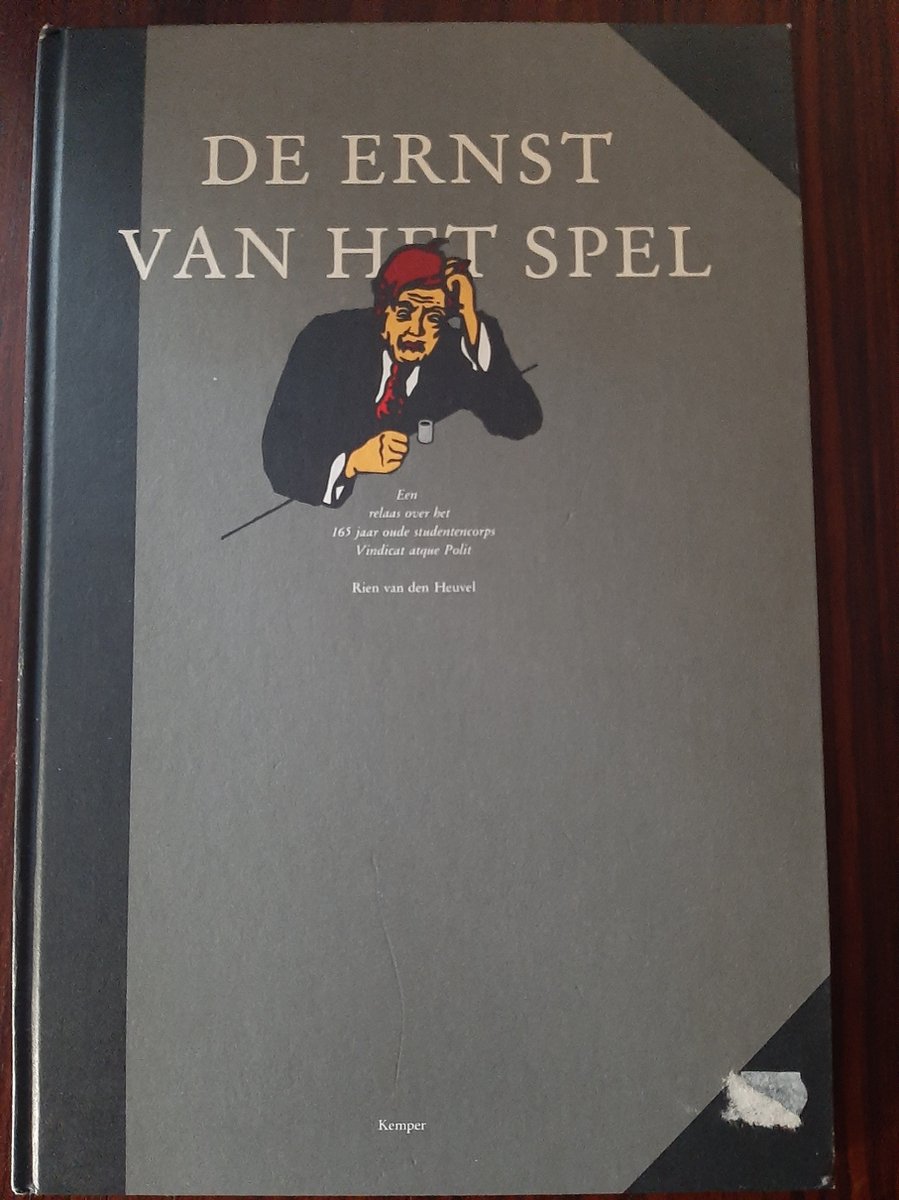 DE ERNST
VAN HET SPEL
Een
relaas over het
165 jaar oude studentencorps
Vindicat atque Polit
Rien van den Heuvel
Kemper